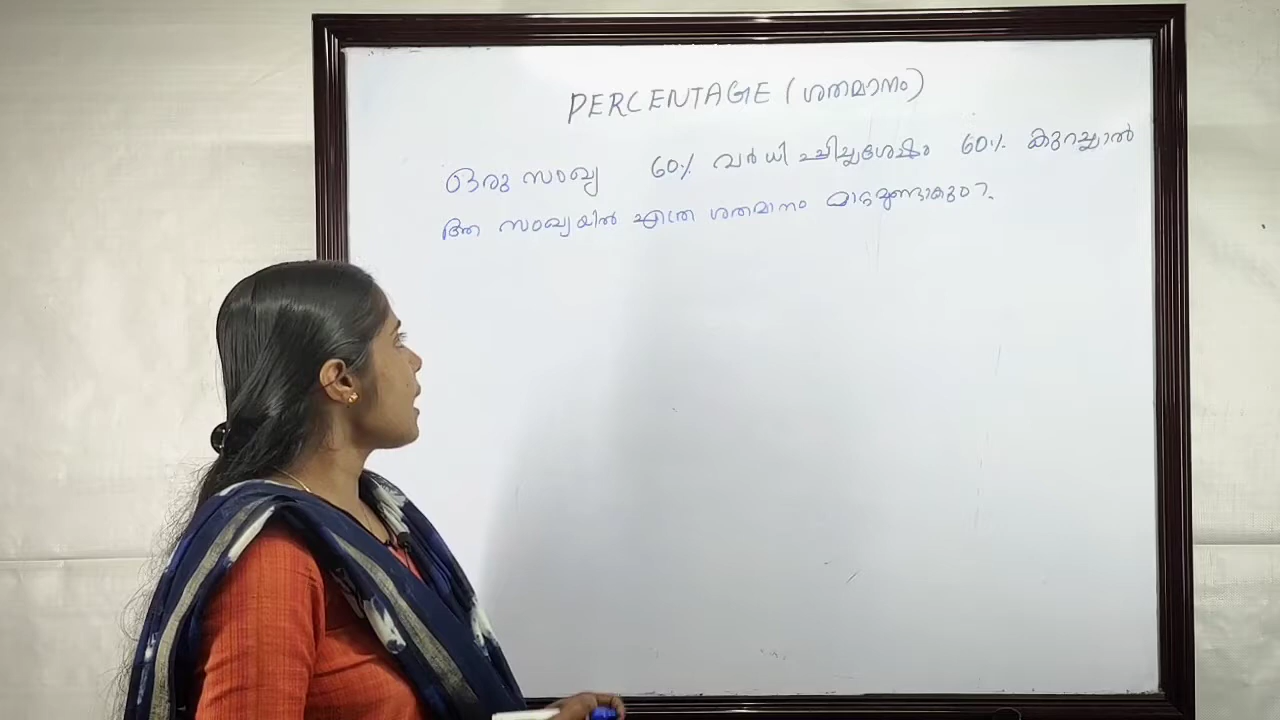 PERCENTAGE (ശതമാനം)
ഒരു സംഖ്യ 60% വർധിച്ചിച്ചശേഷം 60% കുറച്ചാൽ
ആ സംഖ്യയിൽ എത്ര ശതമാനം മാറ്റമുണ്ടാകും?